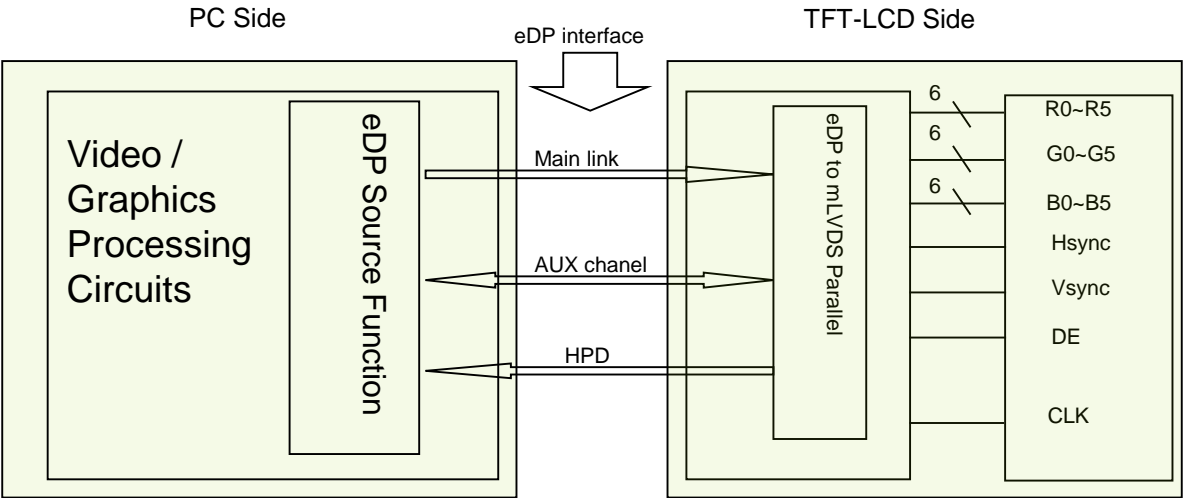 PC Side
TFT-LCD Side
eDP interface
Video /
Graphics
Processing
Circuits
eDP Source Function
Main link
AUX chanel
HPD
eDP to mLVDS Parallel
6
R0~R5
6
G0~G5
6
B0~B5
Hsync
Vsync
DE
CLK